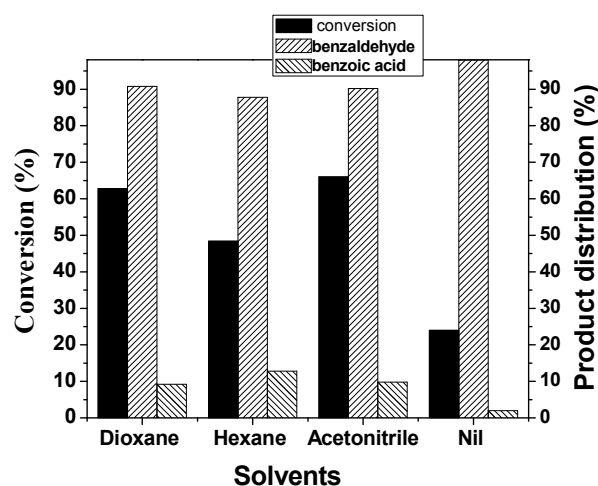 conversion
benzaldehyde
benzoic acid
90
80
70
60
50
40
30
20
10
0
Conversion (%)
90
80
70
60
50
40
30
20
10
0
Product distribution (%)
Dioxane Hexane Acetonitrile Nil
Solvents